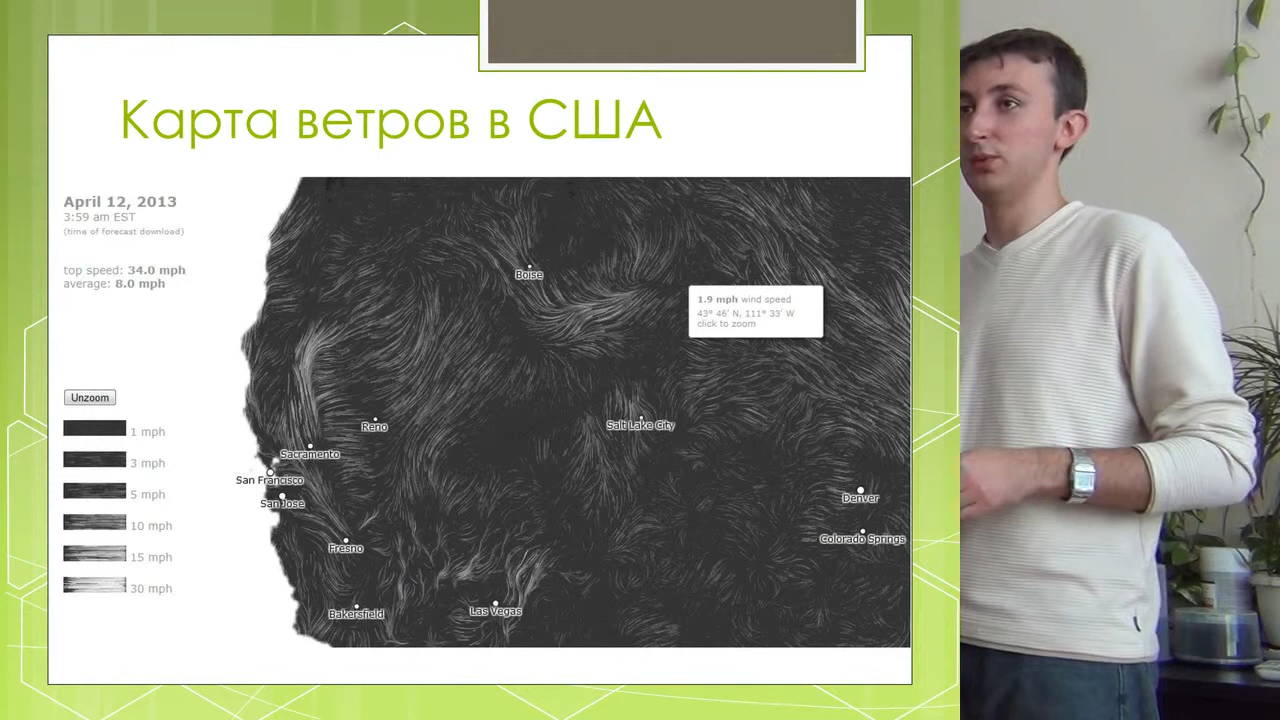 Карта ветров в США
April 12, 2013
3:59 am EST
(time of forecast download)
top speed: 34.0 mph
average: 8.0 mph
Unzoom
1 mph
3 mph
5 mph
10 mph
15 mph
30 mph
Boise
1.9 mph wind speed
43° 46' N, 111° 33' W
click to zoom
Reno
Salt Lake City
Sacramento
San Francisco
San Jose
Denver
Colorado Springs
Fresno
Bakersfield
Las Vegas